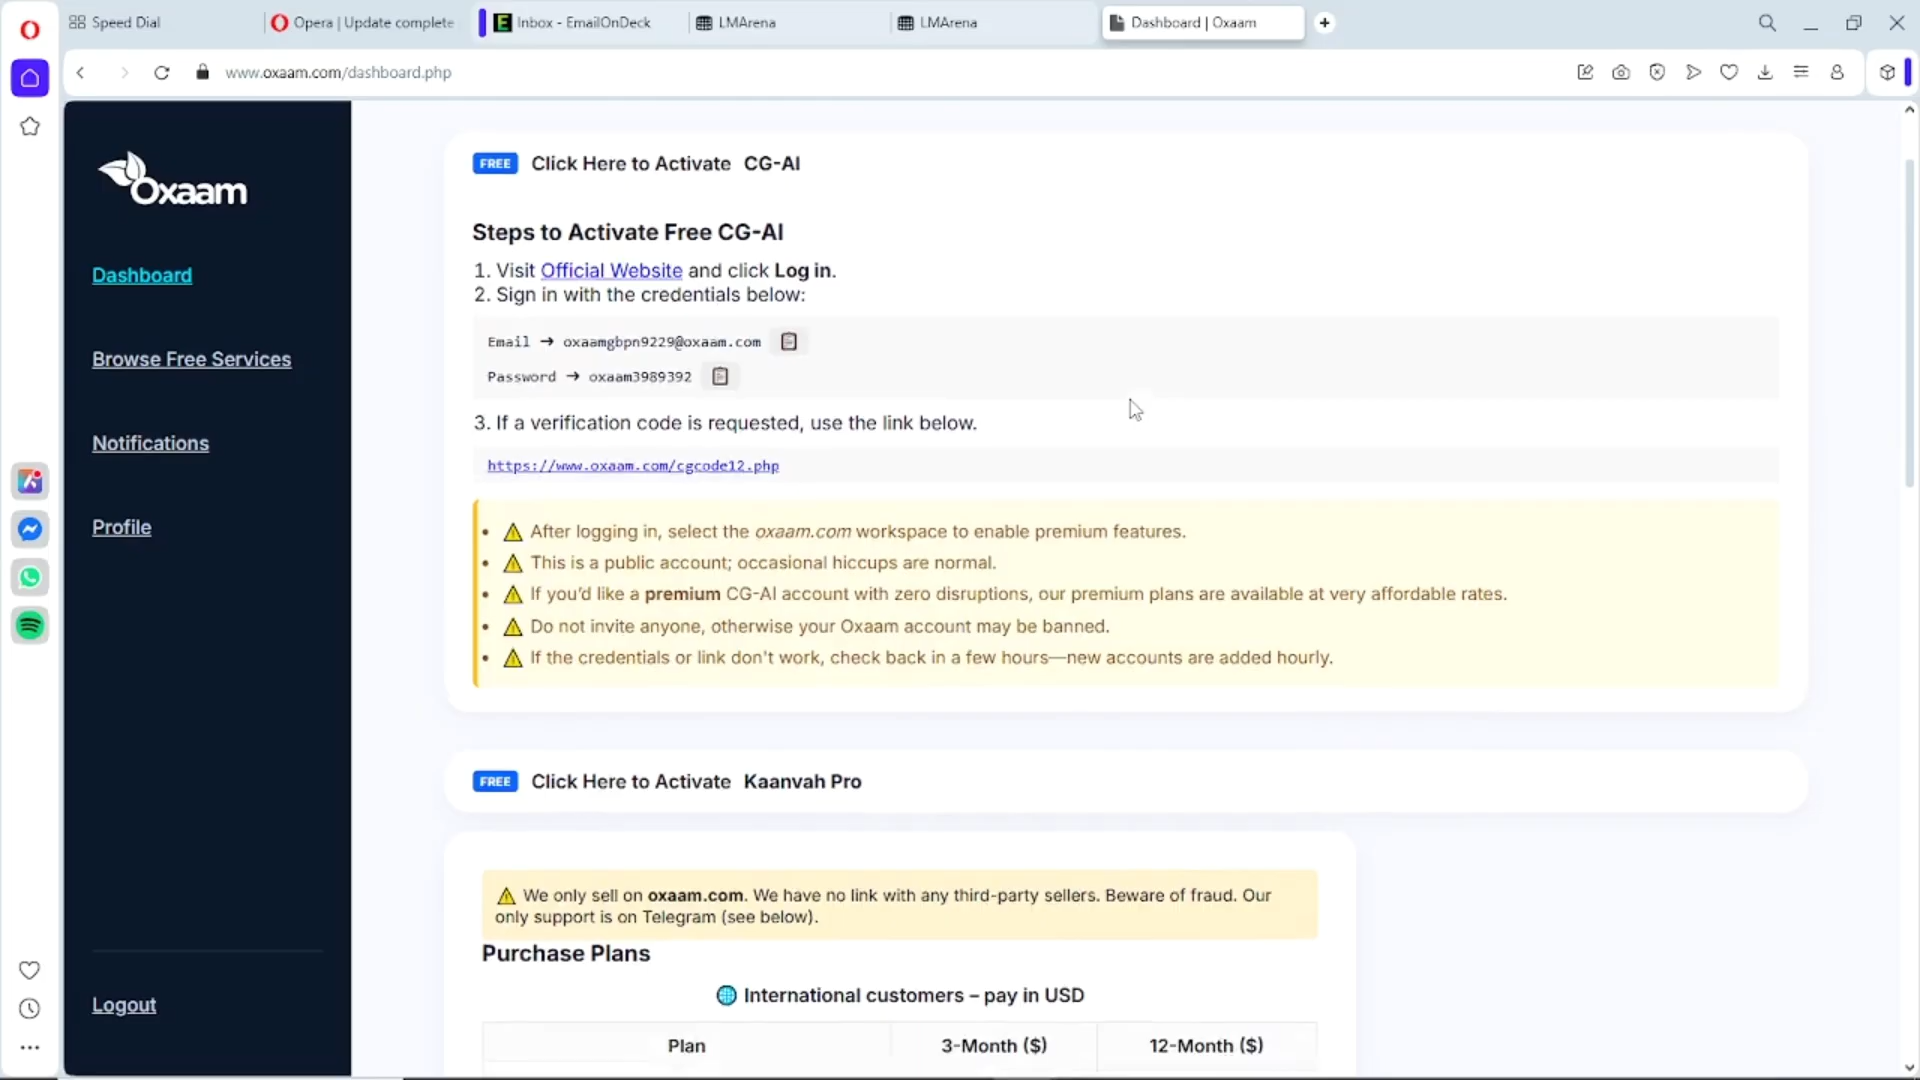 Speed Dial
Opera | Update complete
Inbox - EmailOnDeck
LMArena
LMArena
Dashboard | Oxaam
www.oxaam.com/dashboard.php
Oxaam
Dashboard
Browse Free Services
Notifications
Profile
Logout
FREE Click Here to Activate CG-AI
Steps to Activate Free CG-AI
1. Visit Official Website and click Log in.
2. Sign in with the credentials below:
Email ➜ oxaamgbpn9229@oxaam.com
Password ➜ oxaam3989392
3. If a verification code is requested, use the link below.
https://www.oxaam.com/cgcode12.php
• ⚠ After logging in, select the oxaam.com workspace to enable premium features.
• ⚠ This is a public account; occasional hiccups are normal.
• ⚠ If you’d like a premium CG-AI account with zero disruptions, our premium plans are available at very affordable rates.
• ⚠ Do not invite anyone, otherwise your Oxaam account may be banned.
• ⚠ If the credentials or link don't work, check back in a few hours—new accounts are added hourly.
FREE Click Here to Activate Kaanvah Pro
⚠ We only sell on oxaam.com. We have no link with any third-party sellers. Beware of fraud. Our
only support is on Telegram (see below).
Purchase Plans
🌐 International customers – pay in USD
Plan 3-Month ($) 12-Month ($)